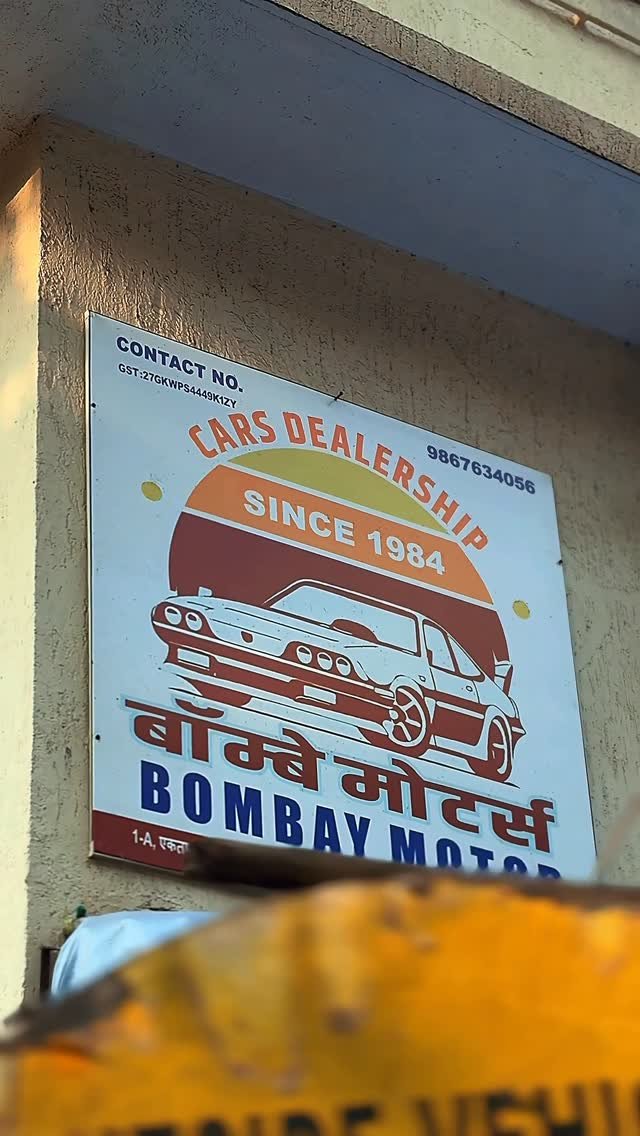 CONTACT NO.
GST:27GKWPS4449K1ZY
9867634056
CARS DEALERSHIP
SINCE 1984
बॉम्बे मोटर्स
BOMBAY MOTOR
1-A,